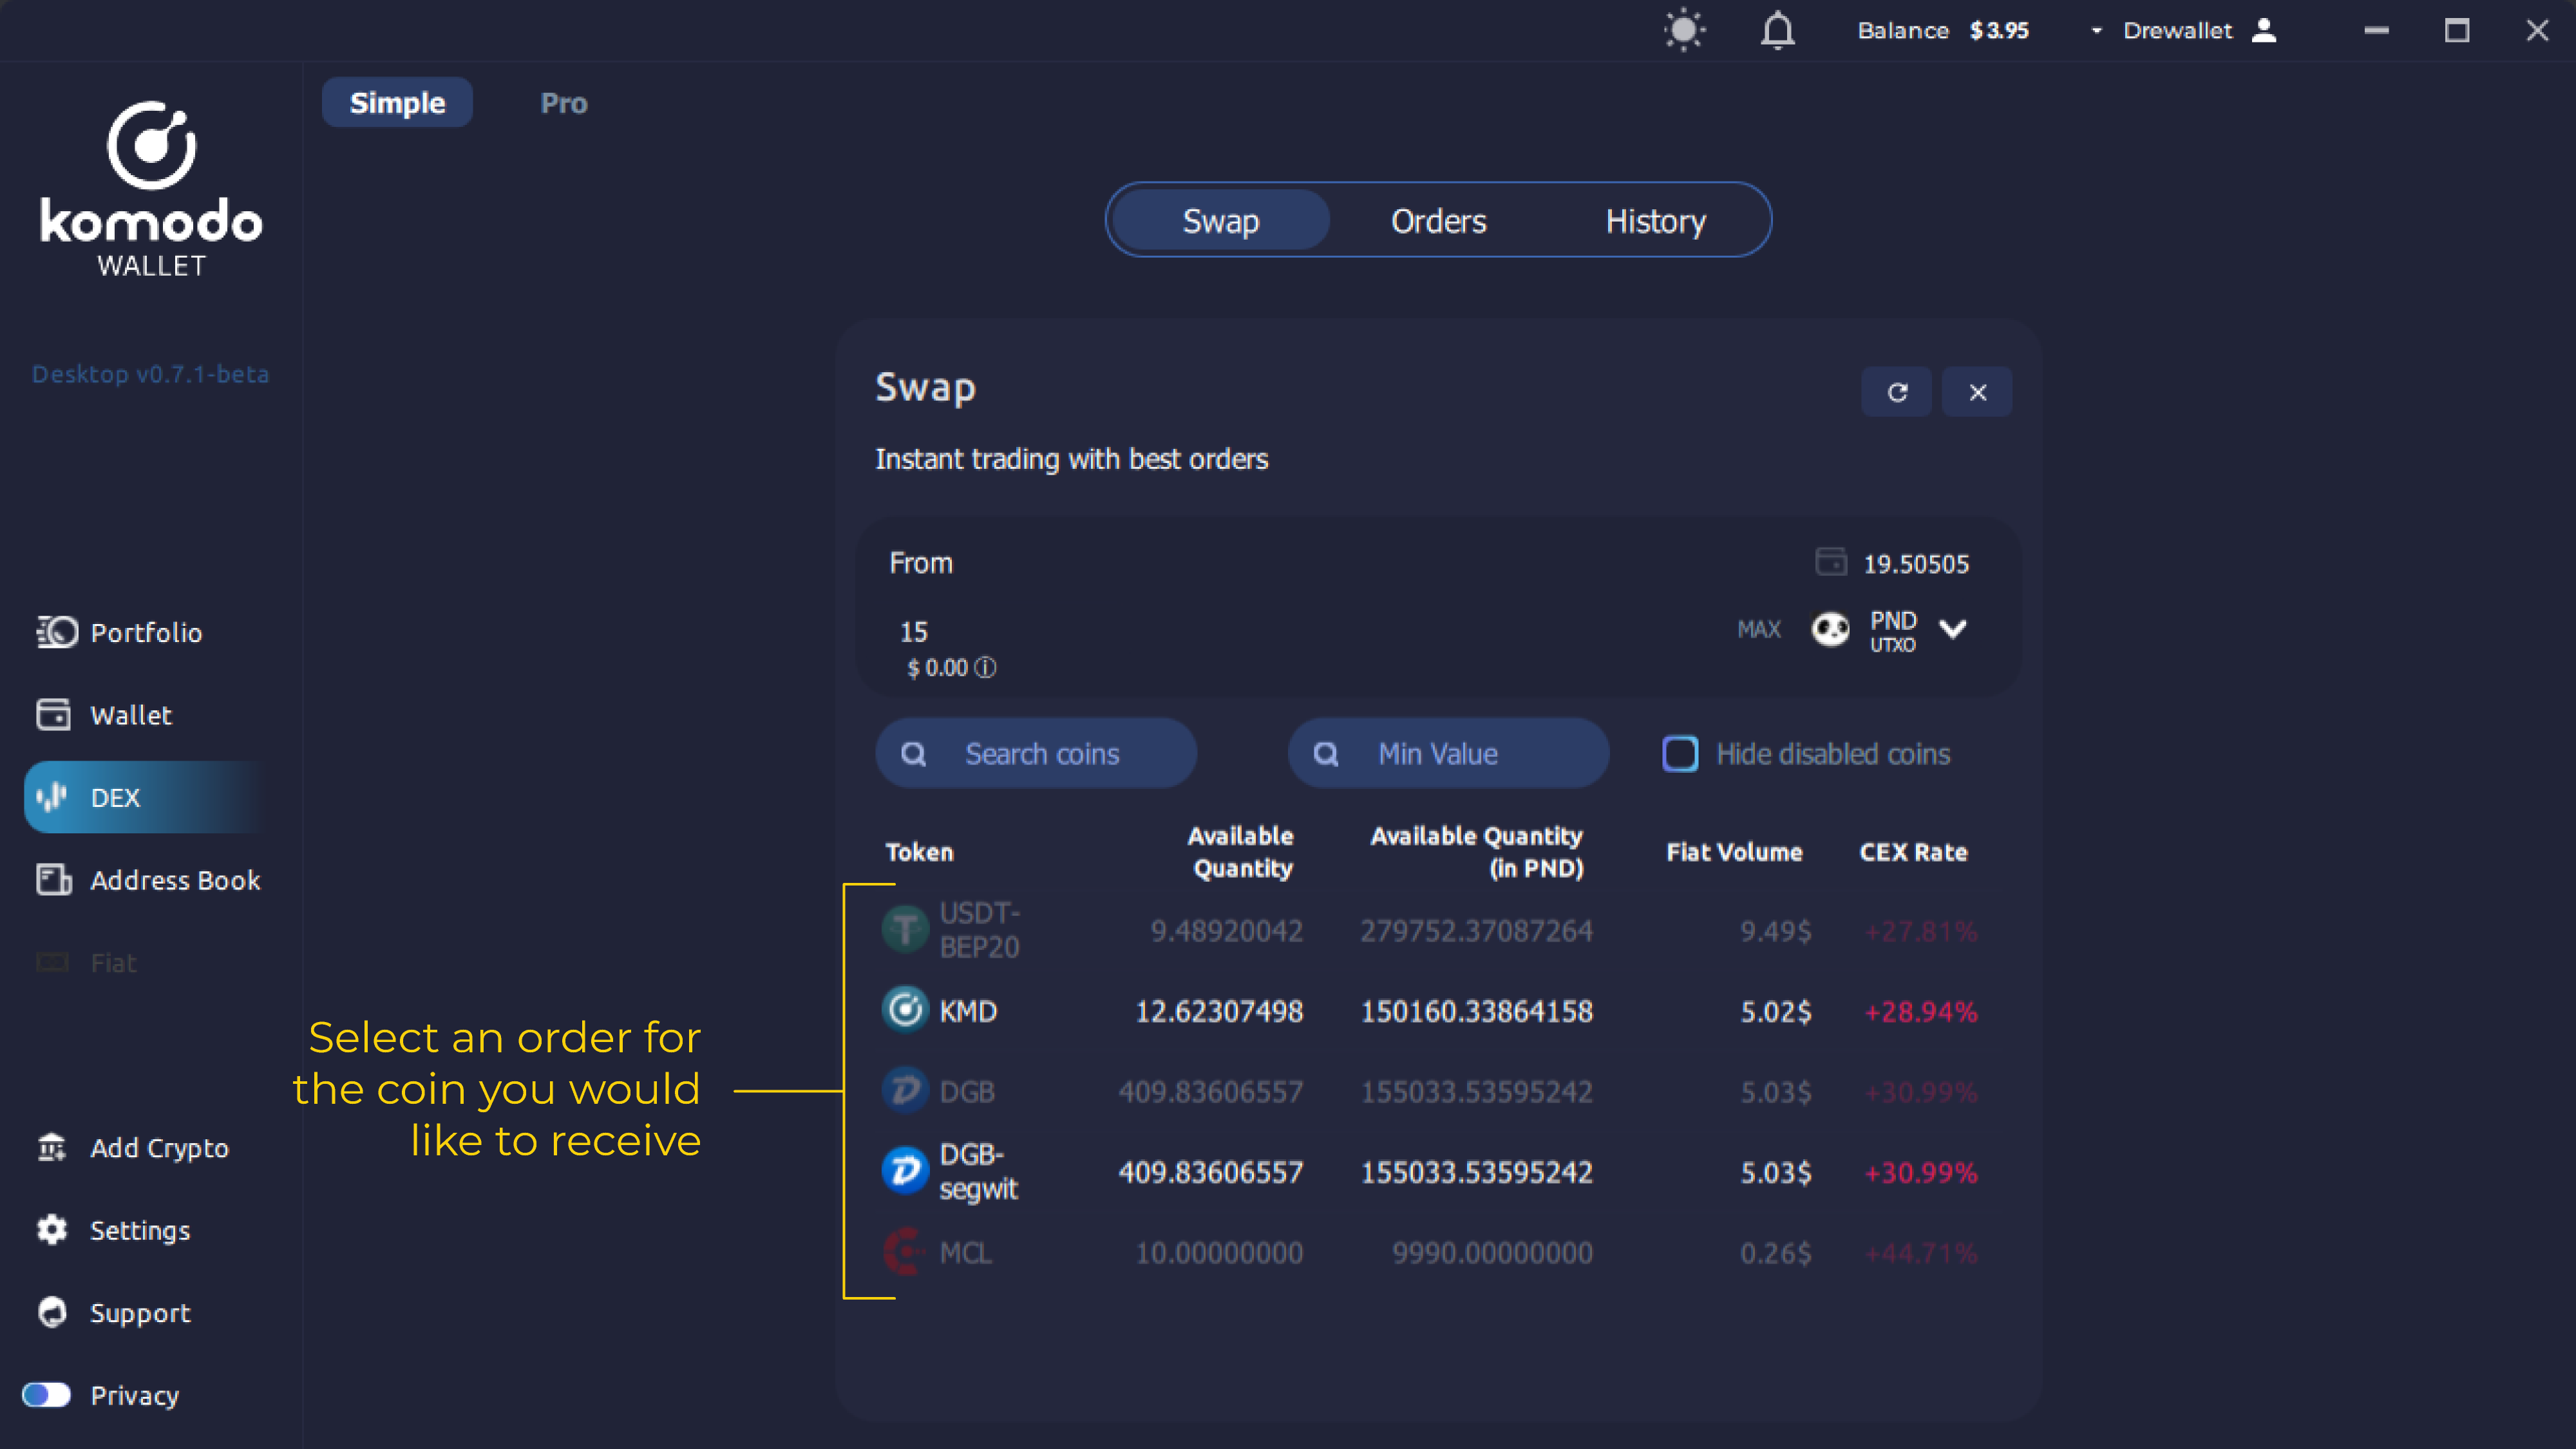 Balance $ 3.95 Drewallet
Simple Pro
komodo
WALLET
Desktop v0.7.1-beta
Portfolio
Wallet
DEX
Address Book
Fiat
Add Crypto
Settings
Support
Privacy
Swap Orders History
Swap
Instant trading with best orders
From 19.50505
15 MAX PND
UTXO
$ 0.00
Search coins Min Value Hide disabled coins
Token Available Quantity Available Quantity (in PND) Fiat Volume CEX Rate
USDT-BEP20 9.48920042 279752.37087264 9.49$ +27.81%
KMD 12.62307498 150160.33864158 5.02$ +28.94%
DGB 409.83606557 155033.53595242 5.03$ +30.99%
DGB-segwit 409.83606557 155033.53595242 5.03$ +30.99%
MCL 10.00000000 9990.00000000 0.26$ +44.71%
Select an order for
the coin you would
like to receive